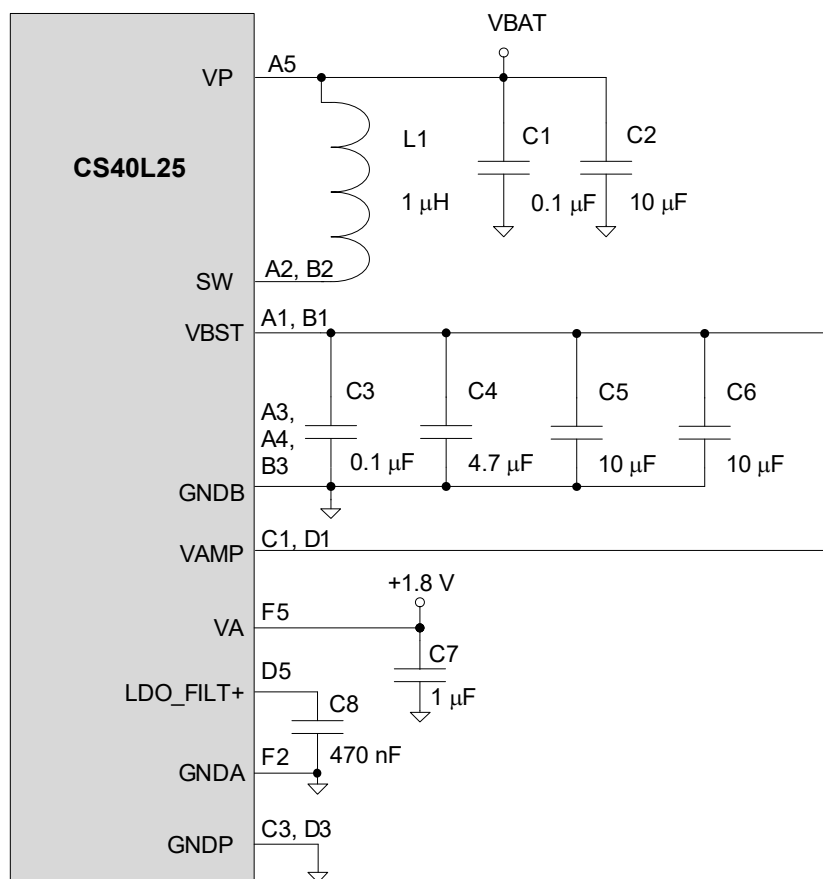 VBAT
VP
A5
CS40L25
L1
1 μH
C1
0.1 μF
C2
10 μF
SW
A2, B2
VBST
A1, B1
C3
0.1 μF
C4
4.7 μF
C5
10 μF
C6
10 μF
A3,
A4,
B3
GNDB
VAMP
C1, D1
+1.8 V
VA
F5
C7
1 μF
LDO_FILT+
D5
C8
470 nF
GNDA
F2
GNDP
C3, D3